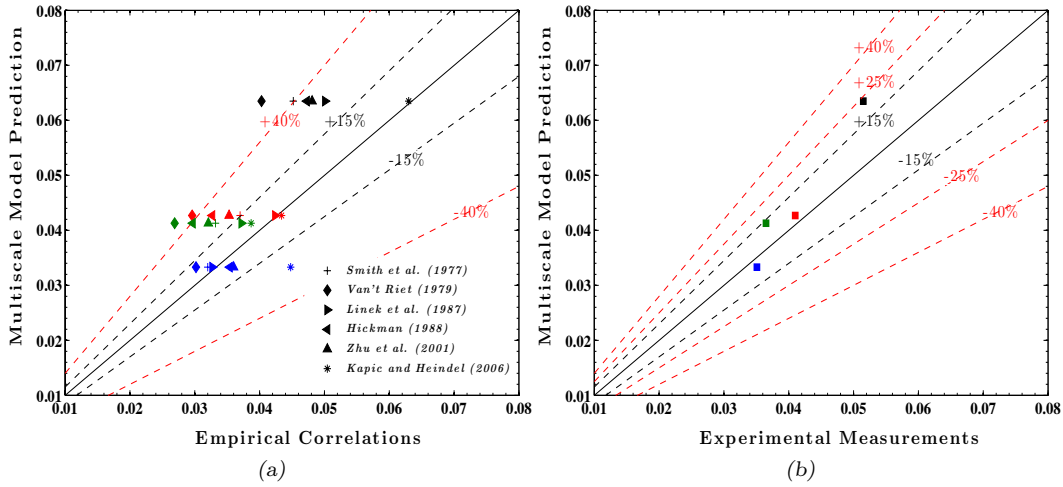 0.08
0.07
0.06
0.05
0.04
0.03
0.02
0.01
Multiscale Model Prediction
+40%
+15%
-15%
-40%
Smith et al. (1977)
Van't Riet (1979)
Linek et al. (1987)
Hickman (1988)
Zhu et al. (2001)
Kapic and Heindel (2006)
0.01 0.02 0.03 0.04 0.05 0.06 0.07 0.08
Empirical Correlations
(a)
0.08
0.07
0.06
0.05
0.04
0.03
0.02
0.01
Multiscale Model Prediction
+40%
+25%
+15%
-15%
-25%
-40%
0.01 0.02 0.03 0.04 0.05 0.06 0.07 0.08
Experimental Measurements
(b)